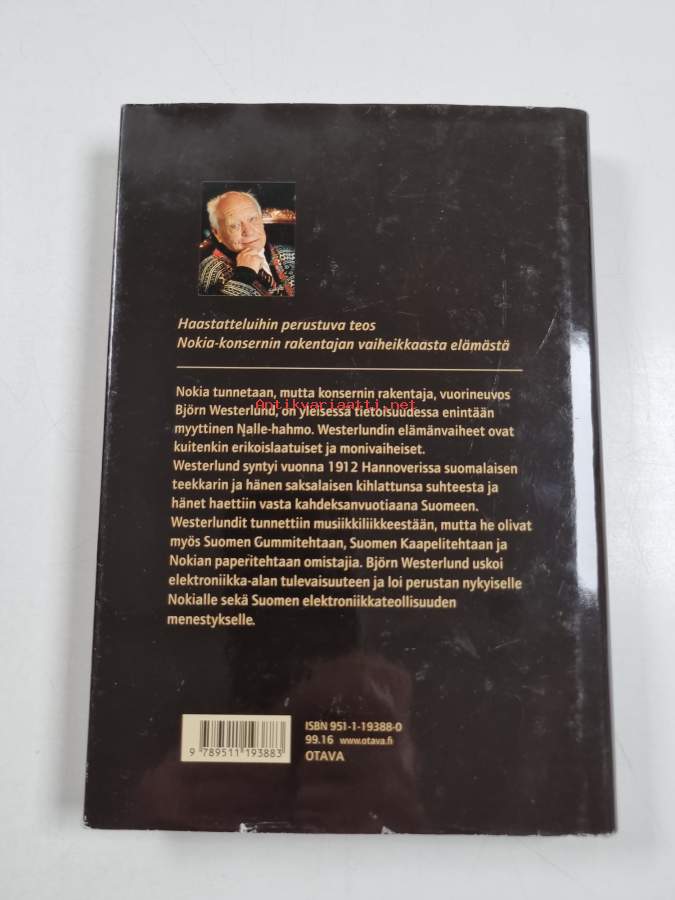 Haastatteluihin perustuva teos
Nokia-konsernin rakentajan vaiheikkaasta elämästä
Nokia tunnetaan, mutta konsernin rakentaja, vuorineuvos
Antikvariaatti.net
Björn Westerlund, on yleisessä tietoisuudessa enintään
myyttinen Nalle-hahmo. Westerlundin elämänvaiheet ovat
kuitenkin erikoislaatuiset ja monivaiheiset.
Westerlund syntyi vuonna 1912 Hannoverissa suomalaisen
teekkarin ja hänen saksalaisen kihlattunsa suhteesta ja
hänet haettiin vasta kahdeksanvuotiaana Suomeen.
Westerlundit tunnettiin musiikkiliikkeestään, mutta he olivat
myös Suomen Gummitehtaan, Suomen Kaapelitehtaan ja
Nokian paperitehtaan omistajia. Björn Westerlund uskoi
elektroniikka-alan tulevaisuuteen ja loi perustan nykyiselle
Nokialle sekä Suomen elektroniikkateollisuuden
menestykselle.
ISBN 951-1-19388-0
99.16 www.otava.fi
OTAVA
9 789511 193883